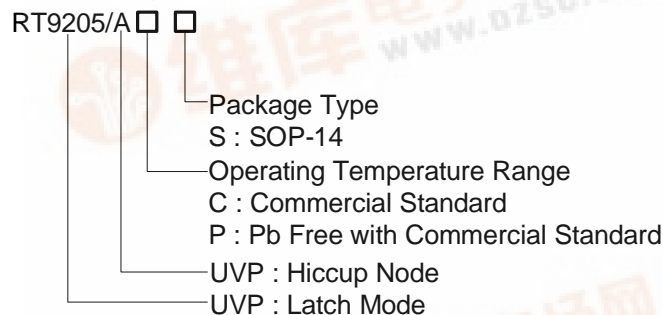 RT9205/A□ □
Package Type
S : SOP-14
Operating Temperature Range
C : Commercial Standard
P : Pb Free with Commercial Standard
UVP : Hiccup Node
UVP : Latch Mode